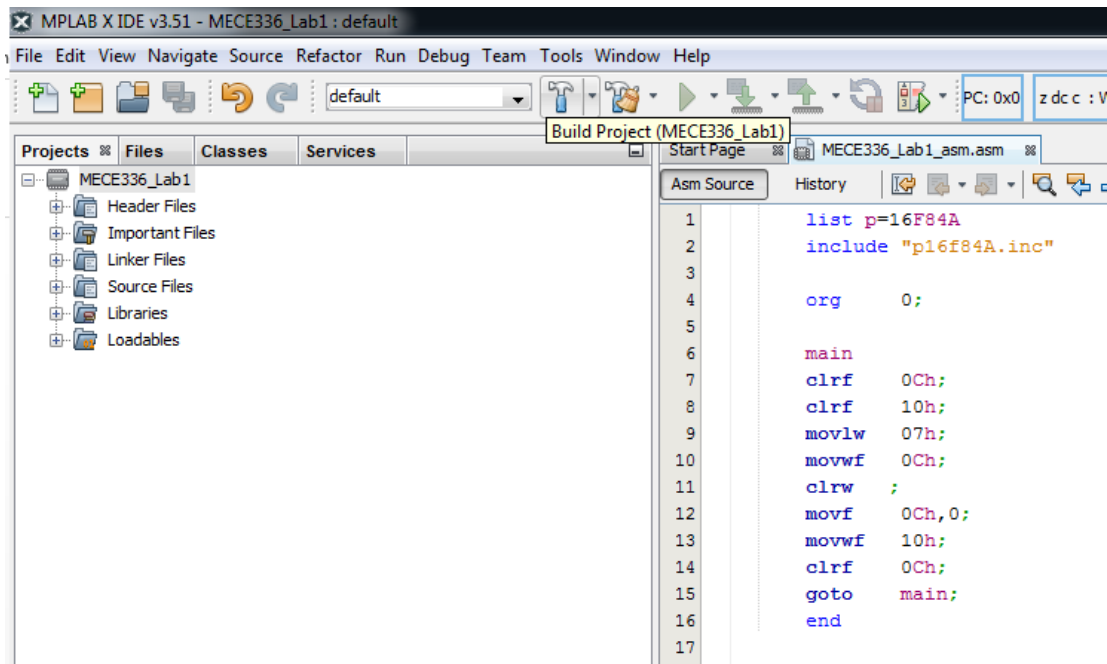 MPLAB X IDE v3.51 - MECE336_Lab1 : default
File Edit View Navigate Source Refactor Run Debug Team Tools Window Help
default
PC: 0x0 z dc c : W
Build Project (MECE336_Lab1)
Projects Files Classes Services
MECE336_Lab1
Header Files
Important Files
Linker Files
Source Files
Libraries
Loadables
Start Page MECE336_Lab1_asm.asm
Asm Source History
1 list p=16F84A
2 include "p16f84A.inc"
3
4 org 0;
5
6 main
7 clrf 0Ch;
8 clrf 10h;
9 movlw 07h;
10 movwf 0Ch;
11 clrw ;
12 movf 0Ch,0;
13 movwf 10h;
14 clrf 0Ch;
15 goto main;
16 end
17